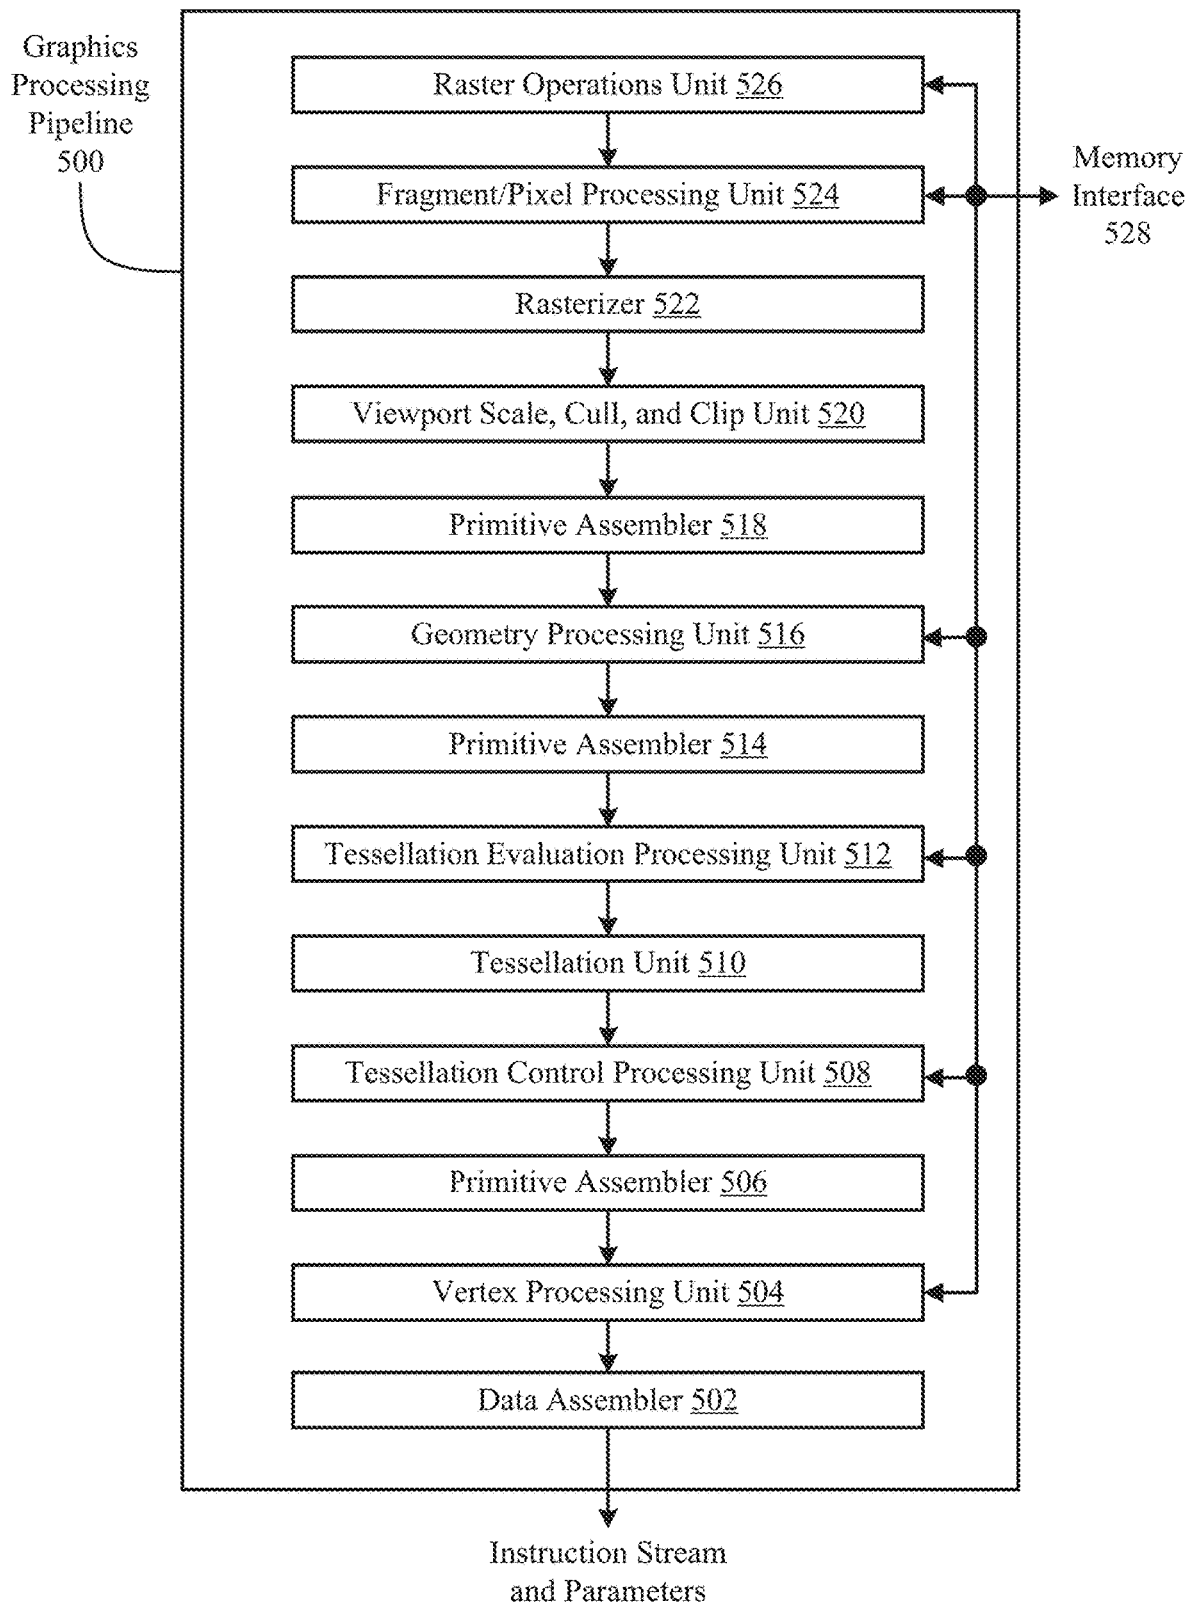 Graphics
Processing
Pipeline
500
Raster Operations Unit 526
Fragment/Pixel Processing Unit 524
Memory
Interface
528
Rasterizer 522
Viewport Scale, Cull, and Clip Unit 520
Primitive Assembler 518
Geometry Processing Unit 516
Primitive Assembler 514
Tessellation Evaluation Processing Unit 512
Tessellation Unit 510
Tessellation Control Processing Unit 508
Primitive Assembler 506
Vertex Processing Unit 504
Data Assembler 502
Instruction Stream
and Parameters